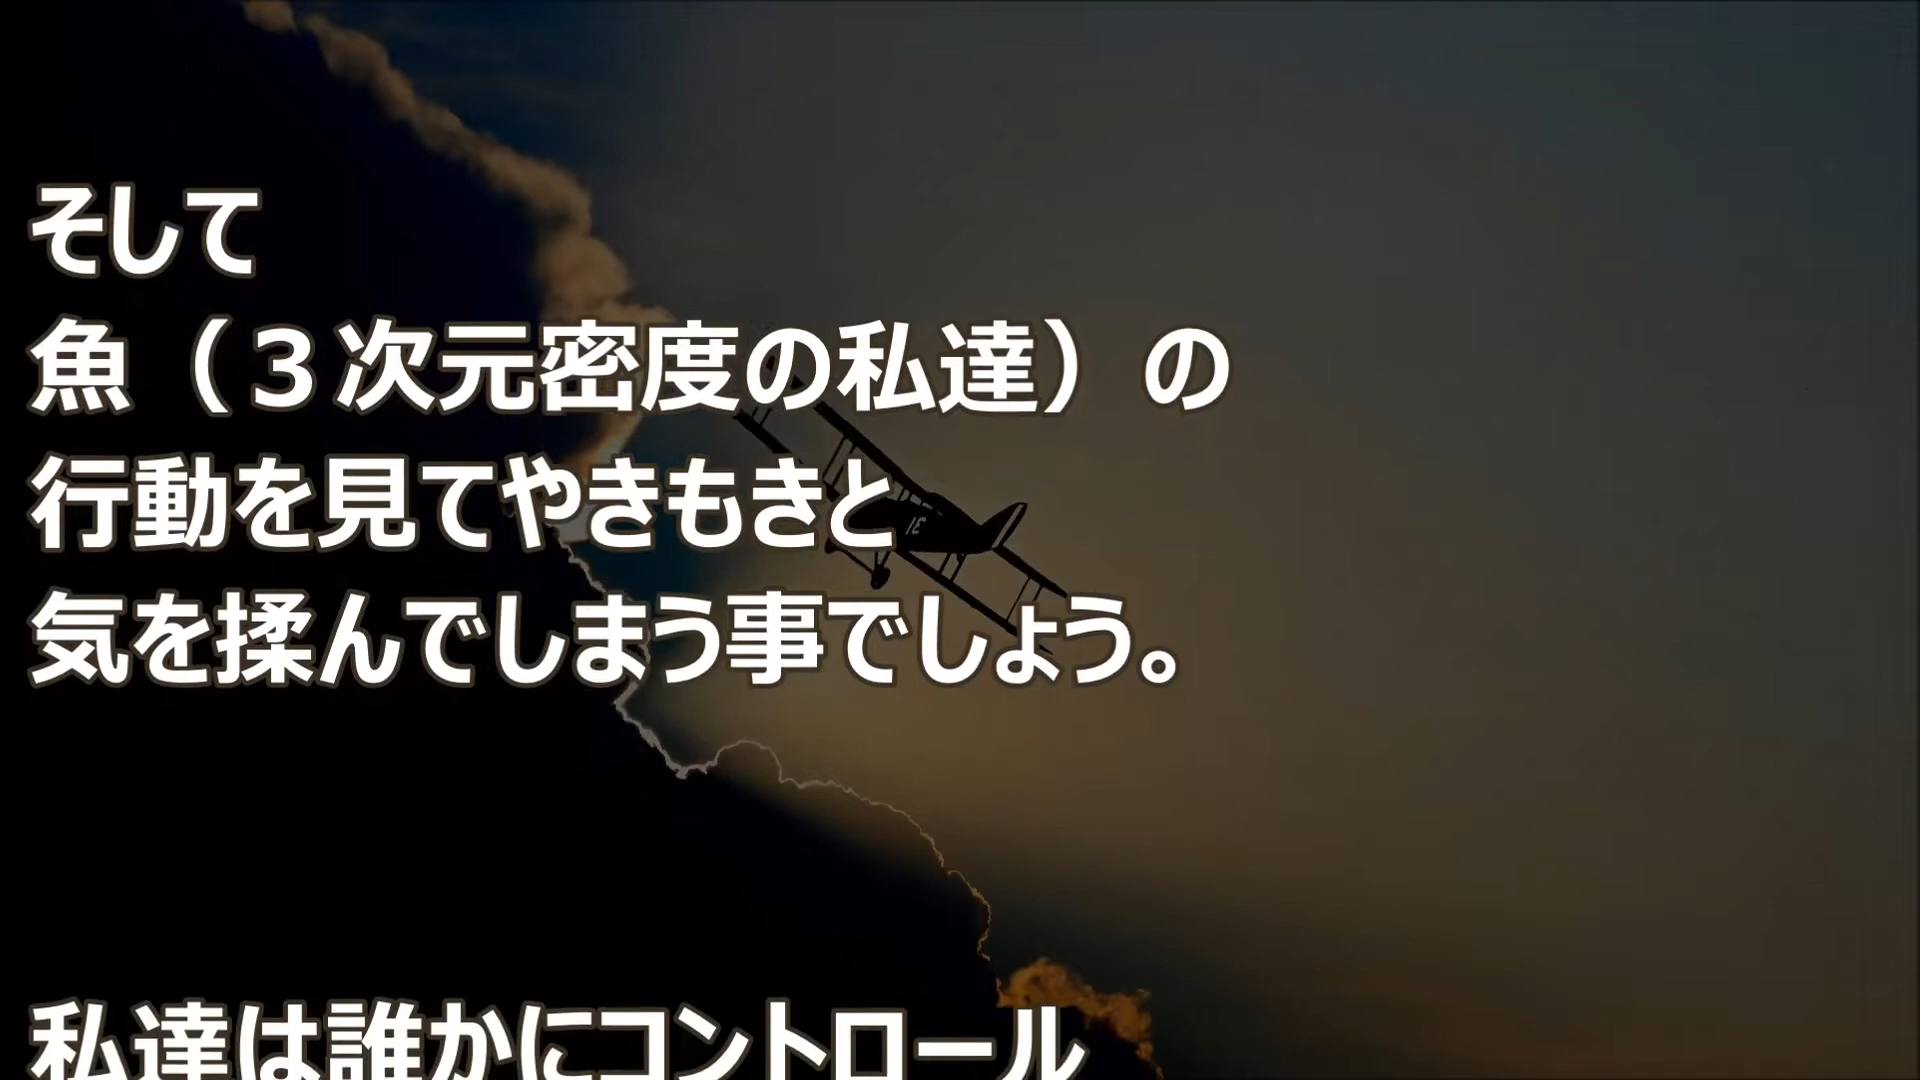 そして
魚（３次元密度の私達）の
行動を見てやきもきと
気を揉んでしまう事でしょう。
私達は誰かにコントロール